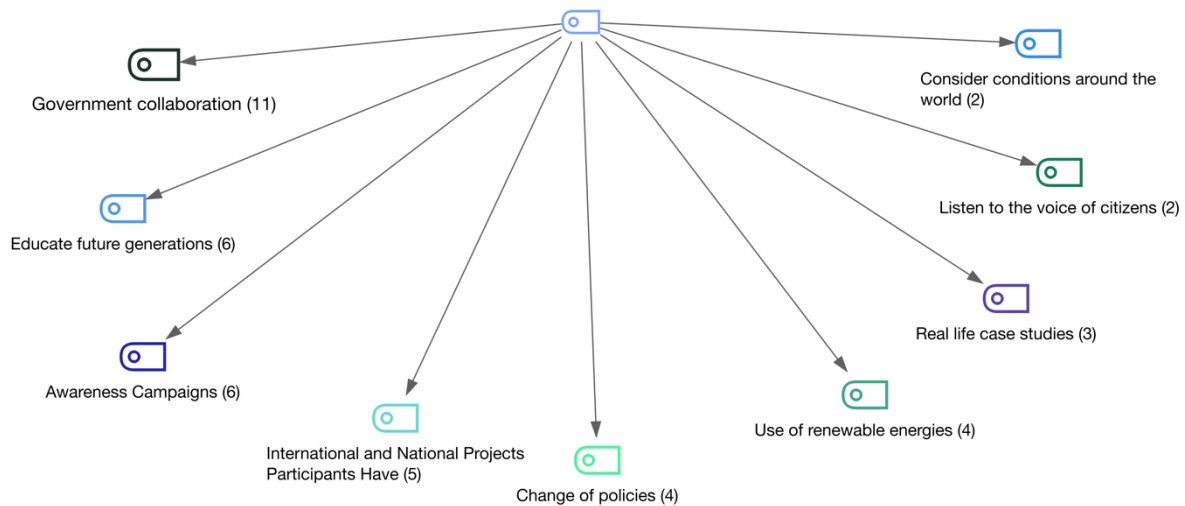 Government collaboration (11)
Consider conditions around the
world (2)
Listen to the voice of citizens (2)
Educate future generations (6)
Real life case studies (3)
Awareness Campaigns (6)
Use of renewable energies (4)
International and National Projects
Participants Have (5)
Change of policies (4)